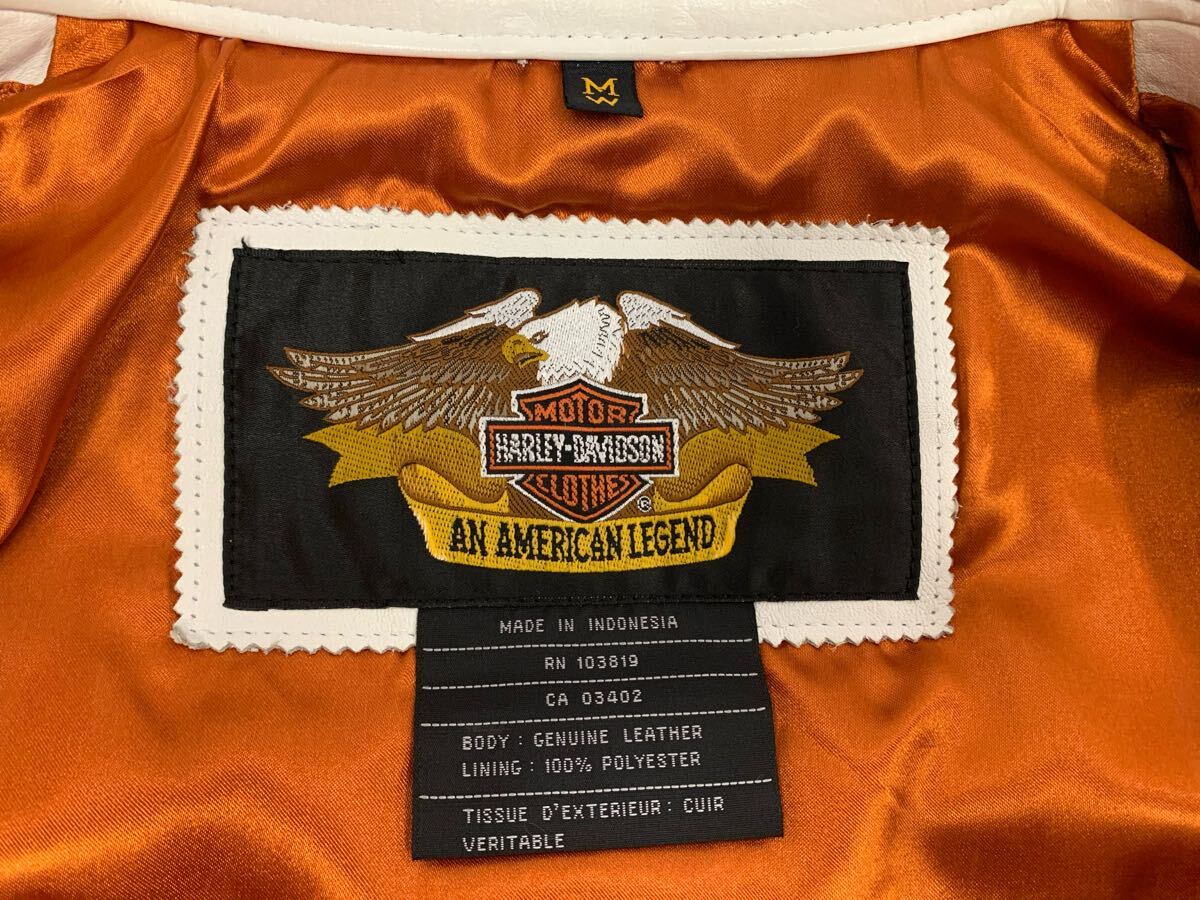 M
W
MOTOR
HARLEY-DAVIDSON
CLOTHES
®
AN AMERICAN LEGEND
MADE IN INDONESIA
RN 103819
CA 03402
BODY : GENUINE LEATHER
LINING : 100% POLYESTER
TISSUE D'EXTERIEUR : CUIR
VERITABLE